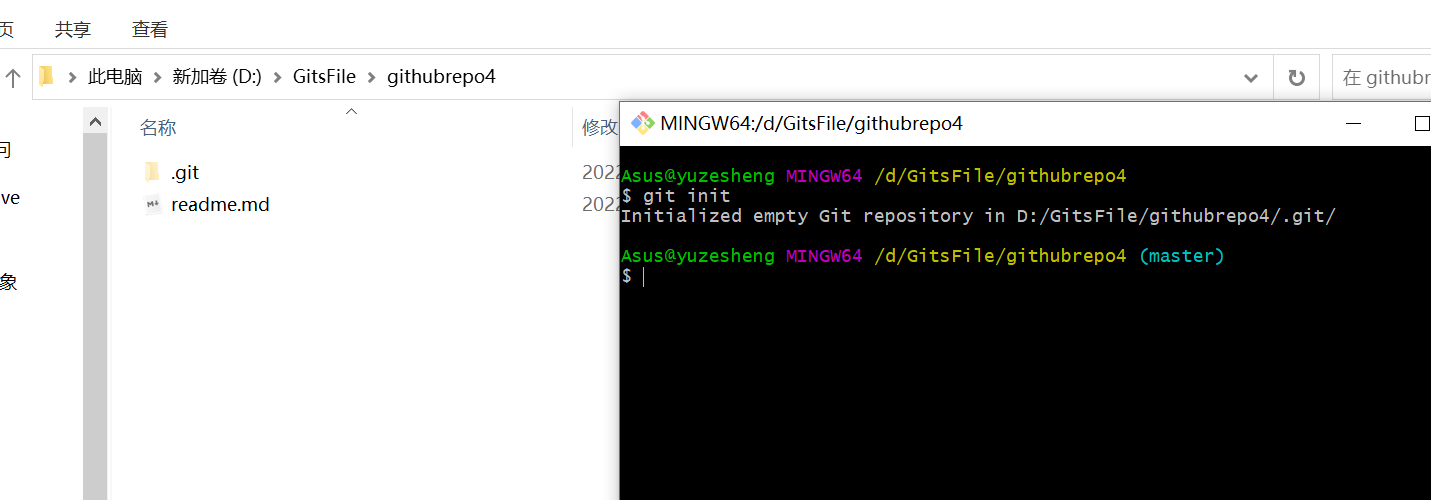 页 共享 查看
此电脑 新加卷 (D:) GitsFile githubrepo4 在 githubr
名称 修改
问
.git 2022
ve
readme.md 2022
象
MINGW64:/d/GitsFile/githubrepo4
Asus@yuzesheng MINGW64 /d/GitsFile/githubrepo4
$ git init
Initialized empty Git repository in D:/GitsFile/githubrepo4/.git/
Asus@yuzesheng MINGW64 /d/GitsFile/githubrepo4 (master)
$